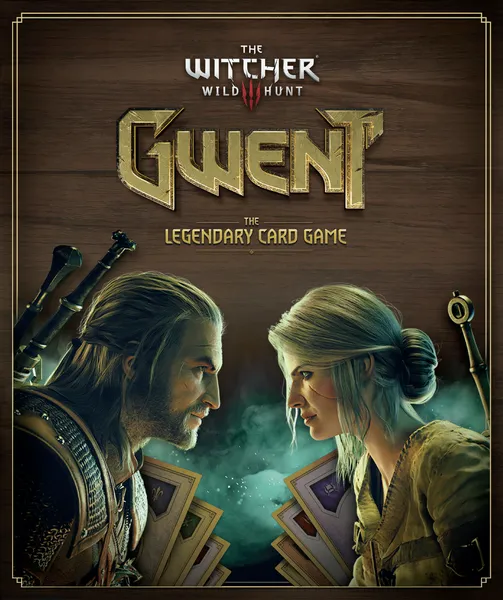 THE
WITCHER
WILD HUNT
GWENT
THE
LEGENDARY CARD GAME